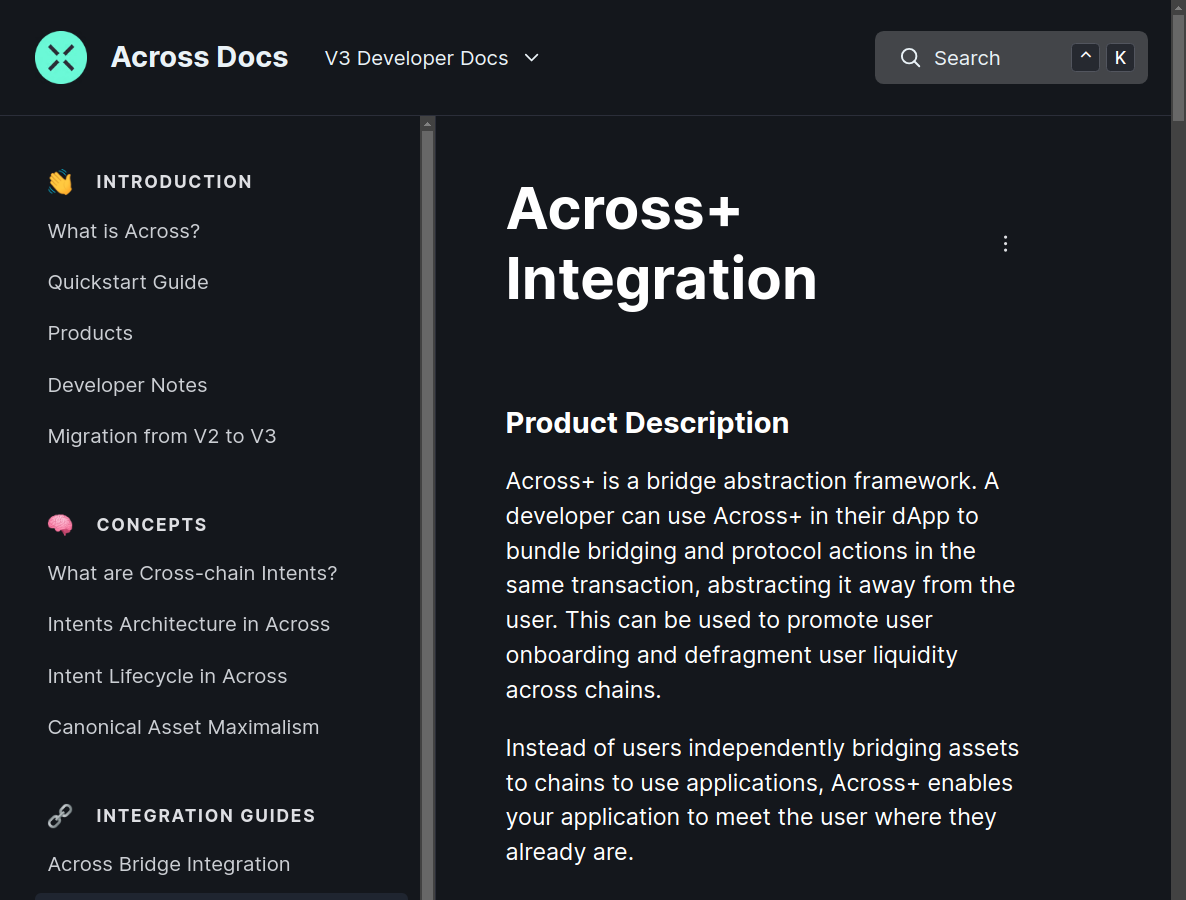 Across Docs
V3 Developer Docs
Search
^ K
INTRODUCTION
What is Across?
Quickstart Guide
Products
Developer Notes
Migration from V2 to V3
CONCEPTS
What are Cross-chain Intents?
Intents Architecture in Across
Intent Lifecycle in Across
Canonical Asset Maximalism
INTEGRATION GUIDES
Across Bridge Integration
Across+
Integration
Product Description
Across+ is a bridge abstraction framework. A
developer can use Across+ in their dApp to
bundle bridging and protocol actions in the
same transaction, abstracting it away from the
user. This can be used to promote user
onboarding and defragment user liquidity
across chains.
Instead of users independently bridging assets
to chains to use applications, Across+ enables
your application to meet the user where they
already are.